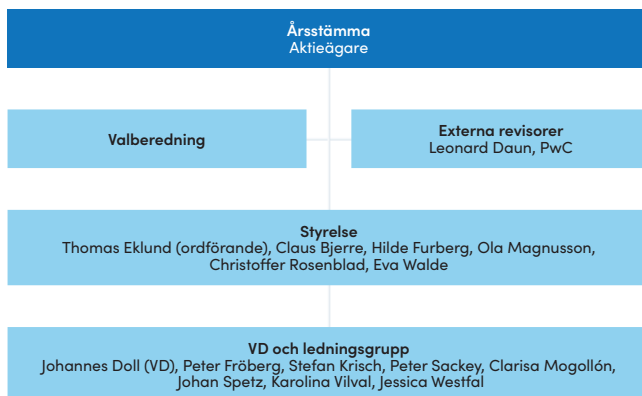 Årsstämma
Aktieägare
Valberedning
Externa revisorer
Leonard Daun, PwC
Styrelse
Thomas Eklund (ordförande), Claus Bjerre, Hilde Furberg, Ola Magnusson,
Christoffer Rosenblad, Eva Walde
VD och ledningsgrupp
Johannes Doll (VD), Peter Fröberg, Stefan Krisch, Peter Sackey, Clarisa Mogollón,
Johan Spetz, Karolina Vilval, Jessica Westfal